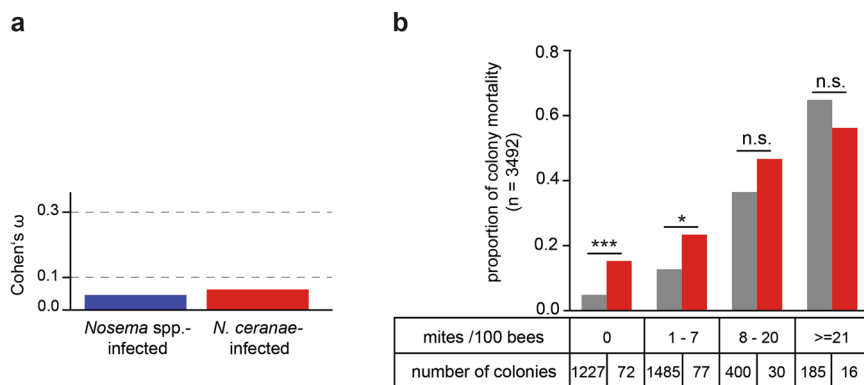 a
Cohen's ω
0.3
0.1
0.0
Nosema spp.-
infected
N. ceranae-
infected
b
proportion of colony mortality
(n = 3492)
0.8
0.6
0.4
0.2
0.0
***
*
n.s.
n.s.
mites /100 bees 0 1 - 7 8 - 20 >=21
number of colonies 1227 72 1485 77 400 30 185 16